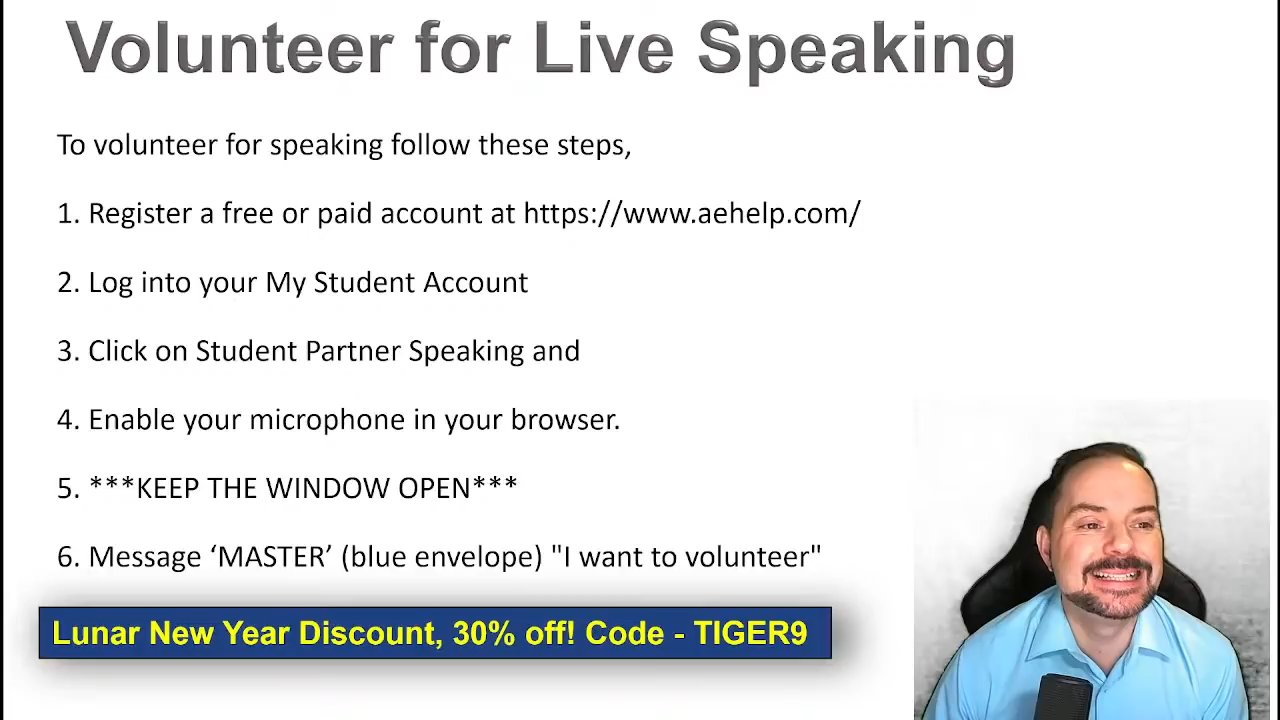 Volunteer for Live Speaking
To volunteer for speaking follow these steps,
1. Register a free or paid account at https://www.aehelp.com/
2. Log into your My Student Account
3. Click on Student Partner Speaking and
4. Enable your microphone in your browser.
5. ***KEEP THE WINDOW OPEN***
6. Message ‘MASTER’ (blue envelope) "I want to volunteer"
Lunar New Year Discount, 30% off! Code - TIGER9